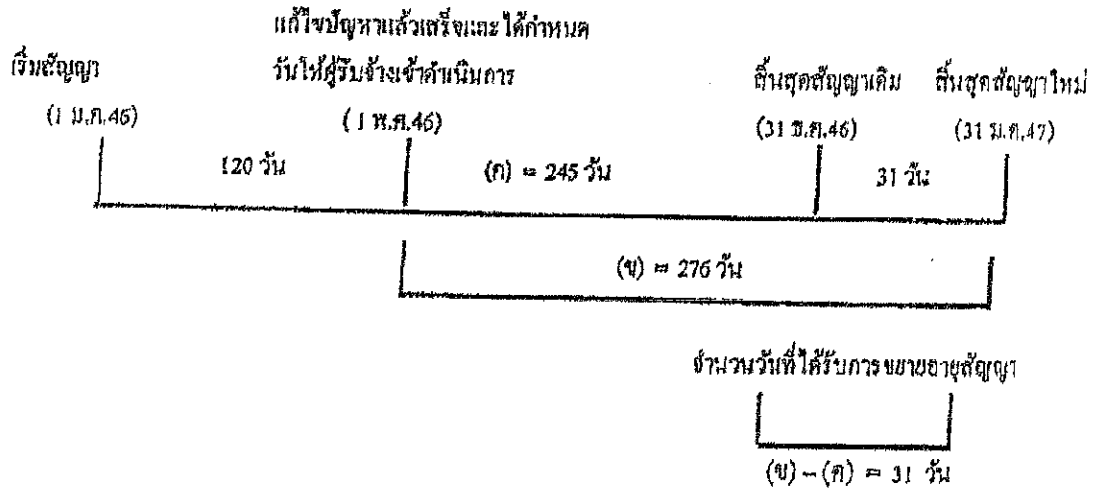 แก้ไขปัญหาแล้วเสร็จและได้กำหนด
เริ่มสัญญา
วันให้ผู้รับจ้างเข้าดำเนินการ
สิ้นสุดสัญญาเดิม
สิ้นสุดสัญญาใหม่
(1 ม.ค.46)
(1 พ.ค.46)
(31 ธ.ค.46)
(31 ม.ค.47)
120 วัน
(ค) = 245 วัน
31 วัน
(ข) = 276 วัน
จำนวนวันที่ได้รับการขยายอายุสัญญา
(ข) – (ค) = 31 วัน